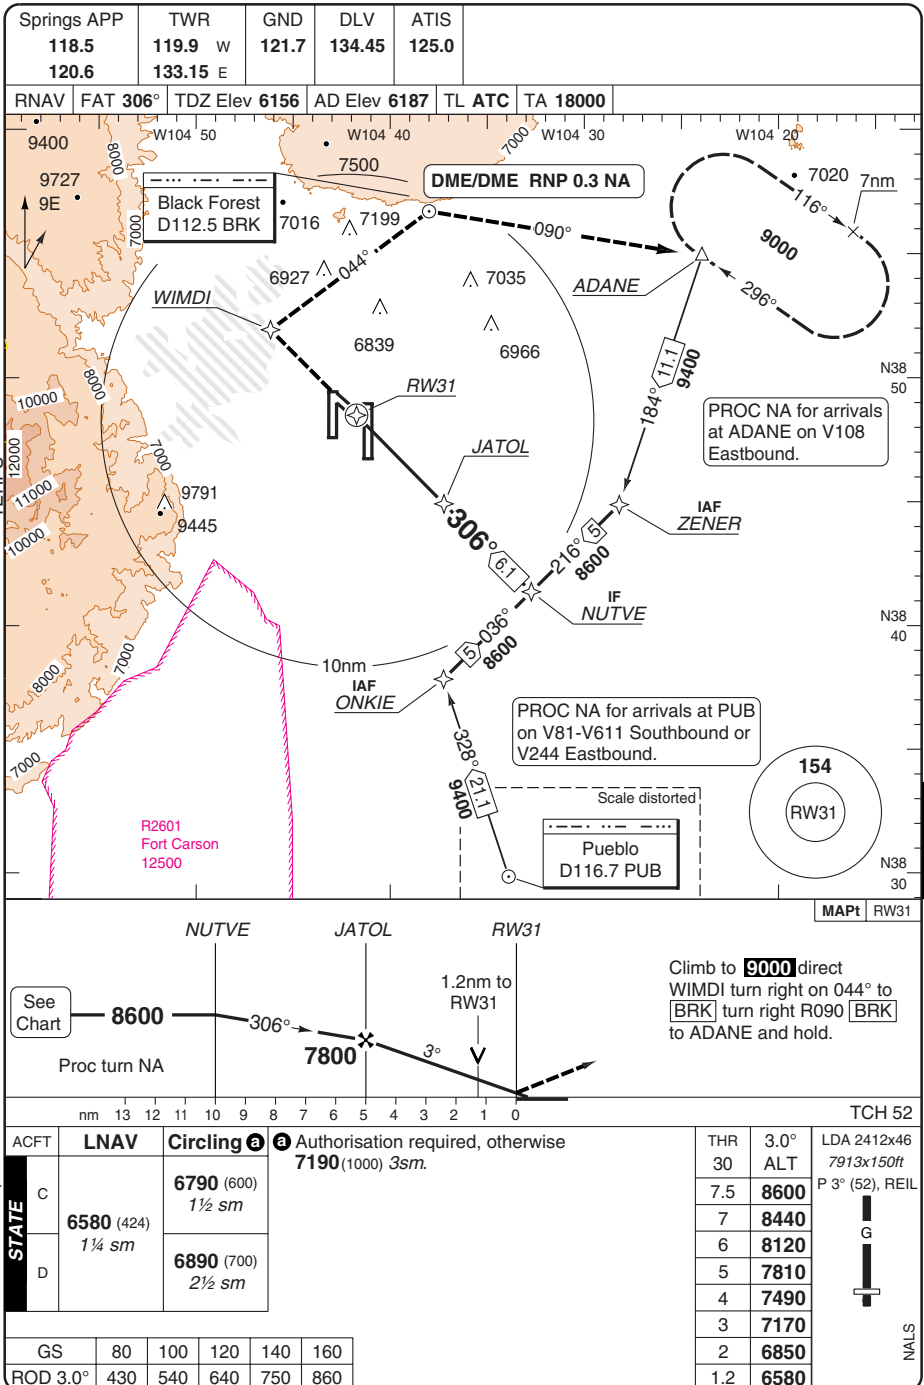 Springs APP TWR GND DLV ATIS
118.5 119.9 W 121.7 134.45 125.0
120.6 133.15 E
RNAV FAT 306° TDZ Elev 6156 AD Elev 6187 TL ATC TA 18000
W104 50 W104 40 W104 30 W104 20
9400
8000
7500
7000
DME/DME RNP 0.3 NA
7020 7nm
9727
9E
7000
Black Forest
D112.5 BRK
7016
7199
116°
090°
9000
6927
044°
7035
ADANE
296°
WIMDI
6839
6966
11.1
9400
N38
50
8000
10000
RW31
184°
PROC NA for arrivals
at ADANE on V108
Eastbound.
12000
7000
JATOL
11000
9791
9445
10000
306°
IAF
ZENER
5
216°
8600
6.1
IF
NUTVE
036°
N38
40
5
8600
7000
10nm
8000
IAF
ONKIE
PROC NA for arrivals at PUB
on V81-V611 Southbound or
V244 Eastbound.
7000
328°
21.1
9400
154
RW31
Scale distorted
R2601
Fort Carson
12500
Pueblo
D116.7 PUB
N38
30
MAPt RW31
NUTVE JATOL RW31
1.2nm to
RW31
Climb to 9000 direct
WIMDI turn right on 044° to
BRK turn right R090 BRK
to ADANE and hold.
See
Chart
8600
306°
7800
3°
Proc turn NA
nm 13 12 11 10 9 8 7 6 5 4 3 2 1 0
TCH 52
ACFT LNAV Circling a
a Authorisation required, otherwise
7190 (1000) 3sm.
STATE
C
6580 (424)
1¼ sm
6790 (600)
1½ sm
D
6890 (700)
2½ sm
THR 3.0°
30 ALT
7.5 8600
7 8440
6 8120
5 7810
4 7490
3 7170
2 6850
1.2 6580
LDA 2412x46
7913x150ft
P 3° (52), REIL
G
NALS
GS 80 100 120 140 160
ROD 3.0° 430 540 640 750 860